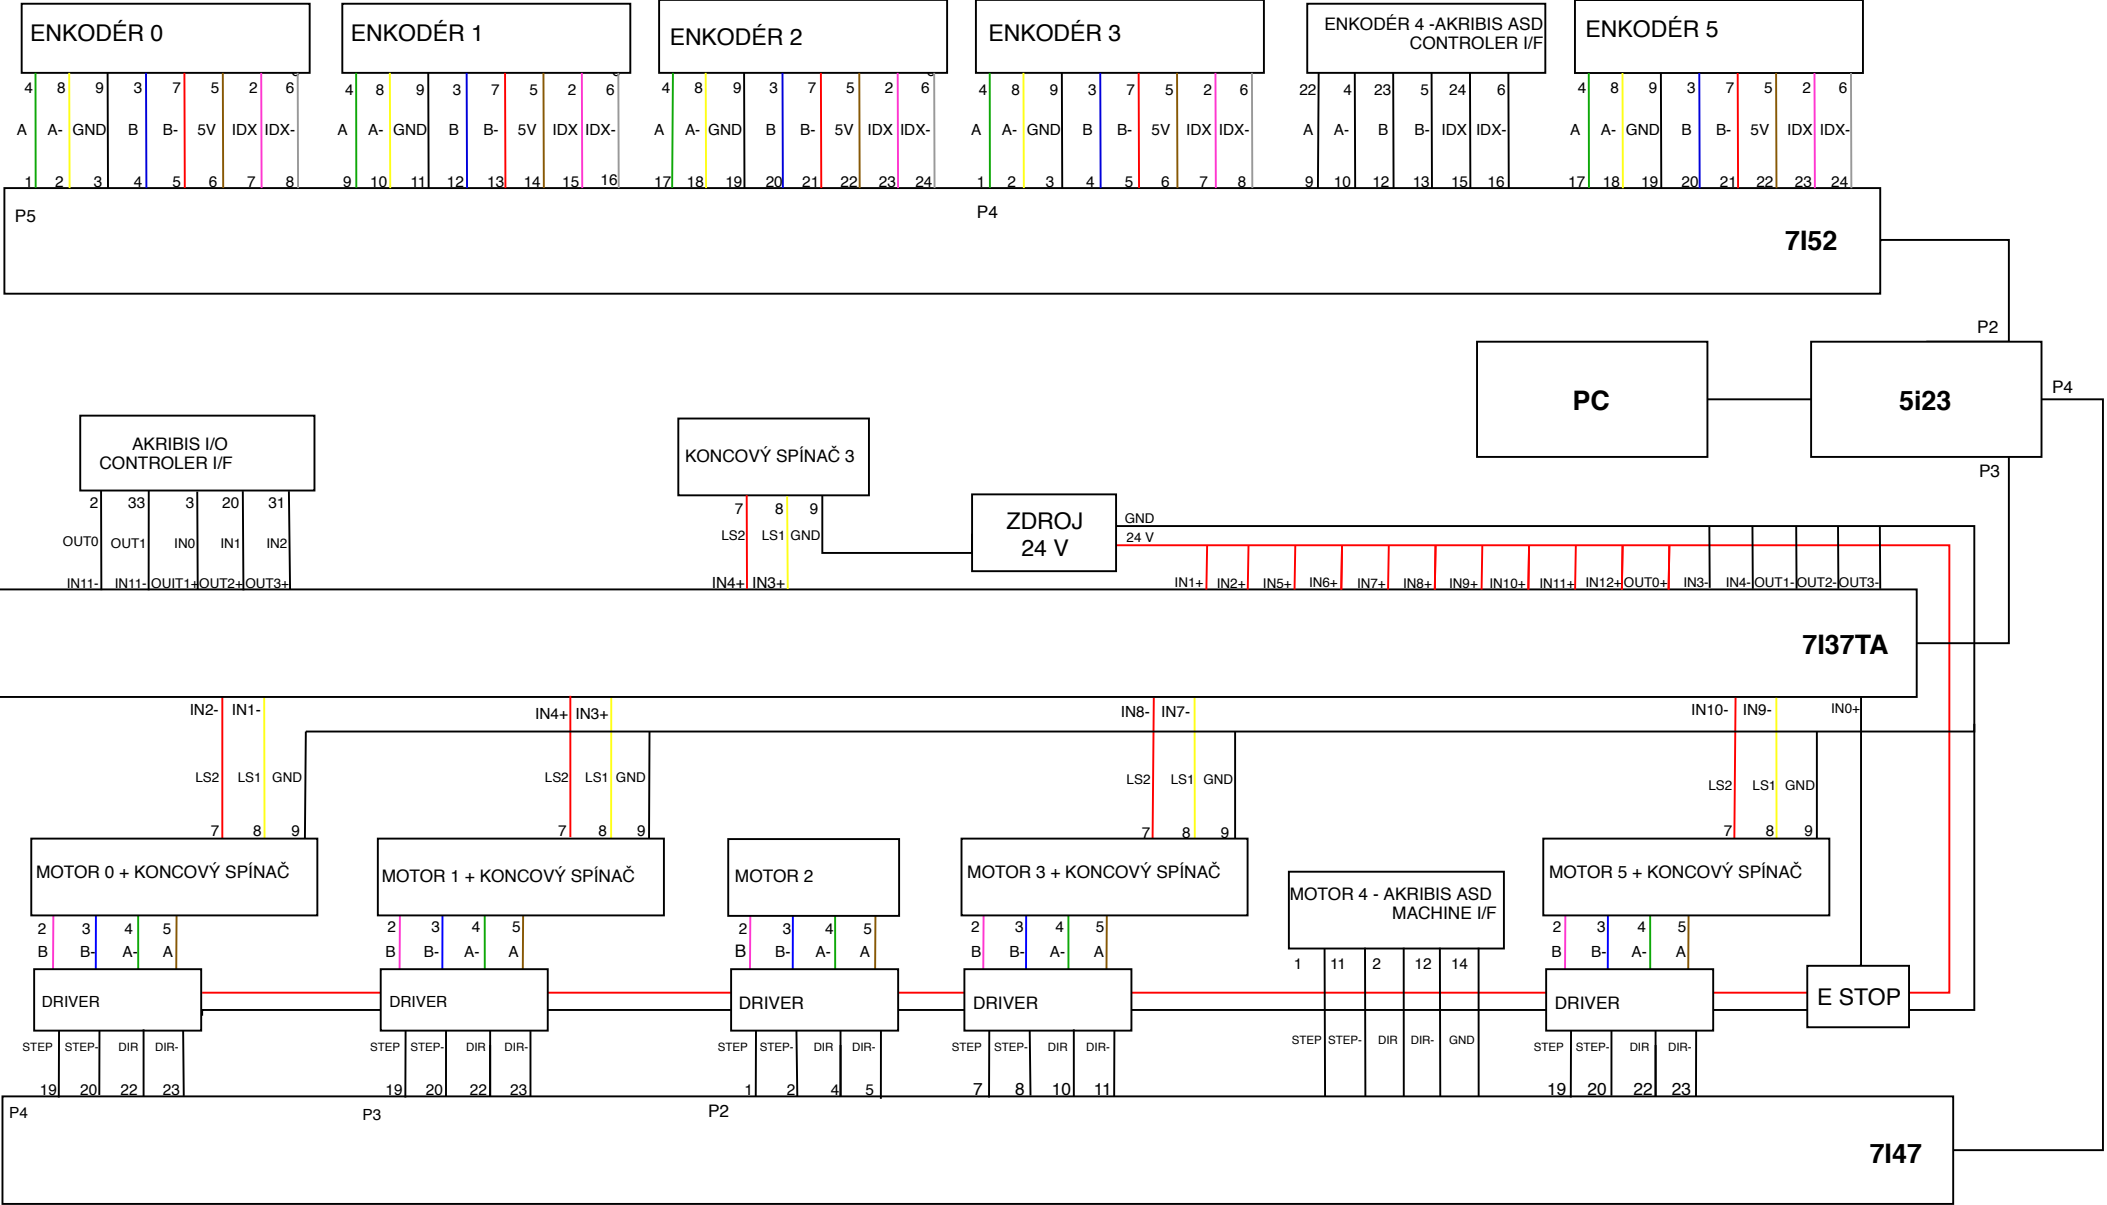 ENKODÉR 0
ENKODÉR 1
ENKODÉR 2
ENKODÉR 3
ENKODÉR 4 -AKRIBIS ASD
CONTROLER I/F
ENKODÉR 5
4 8 9 3 7 5 2 6
4 8 9 3 7 5 2 6
4 8 9 3 7 5 2 6
4 8 9 3 7 5 2 6
22 4 23 5 24 6
4 8 9 3 7 5 2 6
A A- GND B B- 5V IDX IDX-
A A- GND B B- 5V IDX IDX-
A A- GND B B- 5V IDX IDX-
A A- GND B B- 5V IDX IDX-
A A- B B- IDX IDX-
A A- GND B B- 5V IDX IDX-
1 2 3 4 5 6 7 8
9 10 11 12 13 14 15 16
17 18 19 20 21 22 23 24
1 2 3 4 5 6 7 8
9 10 12 13 15 16
17 18 19 20 21 22 23 24
P5
P4
7I52
P2
PC
5i23
P4
P3
AKRIBIS I/O
CONTROLER I/F
2 33 3 20 31
OUT0 OUT1 IN0 IN1 IN2
IN11- IN11- OUIT1+ OUT2+ OUT3+
KONCOVÝ SPÍNAČ 3
7 8 9
LS2 LS1 GND
IN4+ IN3+
ZDROJ
24 V
GND
24 V
IN1+ IN2+ IN5+ IN6+ IN7+ IN8+ IN9+ IN10+ IN11+ IN12+ OUT0+ IN3- IN4- OUT1- OUT2- OUT3-
7I37TA
IN2- IN1-
IN4+ IN3+
IN8- IN7-
IN10- IN9-
IN0+
LS2 LS1 GND
LS2 LS1 GND
LS2 LS1 GND
LS2 LS1 GND
7 8 9
7 8 9
7 8 9
7 8 9
MOTOR 0 + KONCOVÝ SPÍNAČ
MOTOR 1 + KONCOVÝ SPÍNAČ
MOTOR 2
MOTOR 3 + KONCOVÝ SPÍNAČ
MOTOR 4 - AKRIBIS ASD
MACHINE I/F
MOTOR 5 + KONCOVÝ SPÍNAČ
2 3 4 5
2 3 4 5
2 3 4 5
2 3 4 5
1 11 2 12 14
2 3 4 5
B B- A- A
B B- A- A
B B- A- A
B B- A- A
B B- A- A
DRIVER
DRIVER
DRIVER
DRIVER
DRIVER
E STOP
STEP STEP- DIR DIR-
STEP STEP- DIR DIR-
STEP STEP- DIR DIR-
STEP STEP- DIR DIR-
STEP STEP- DIR DIR- GND
STEP STEP- DIR DIR-
19 20 22 23
19 20 22 23
1 2 4 5
7 8 10 11
19 20 22 23
P4
P3
P2
7I47